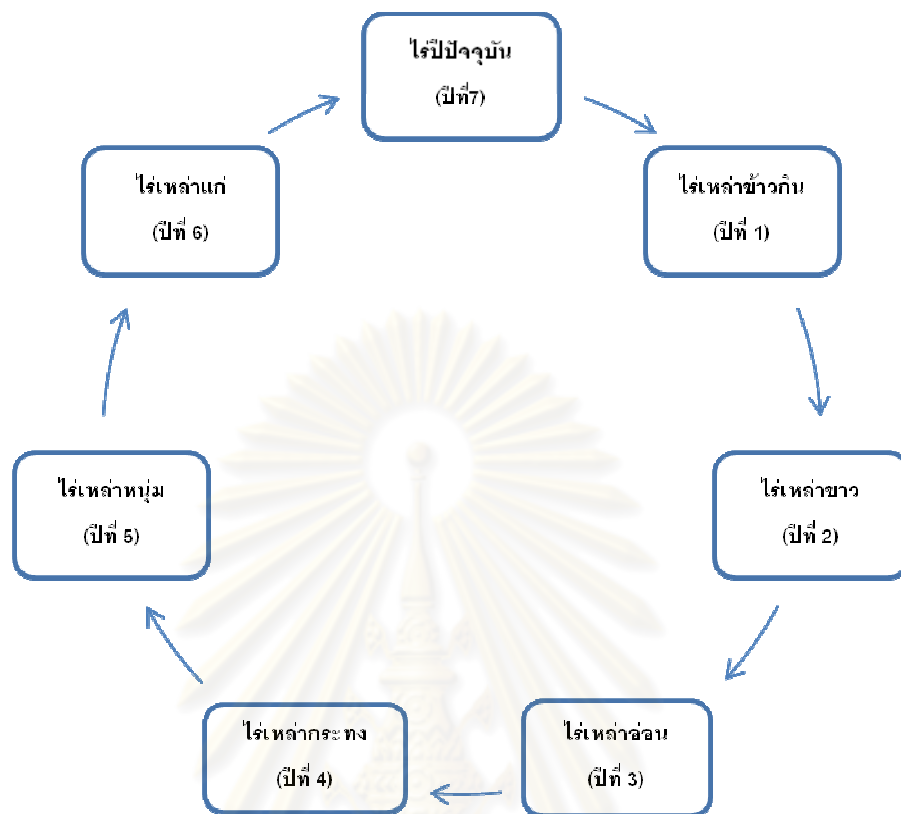 ไร่ปีปัจจุบัน
(ปีที่7)
ไร่เหล่าข้าวกิน
(ปีที่ 1)
ไร่เหล่าขาว
(ปีที่ 2)
ไร่เหล่าอ่อน
(ปีที่ 3)
ไร่เหล่ากระทง
(ปีที่ 4)
ไร่เหล่าหนุ่ม
(ปีที่ 5)
ไร่เหล่าแก่
(ปีที่ 6)